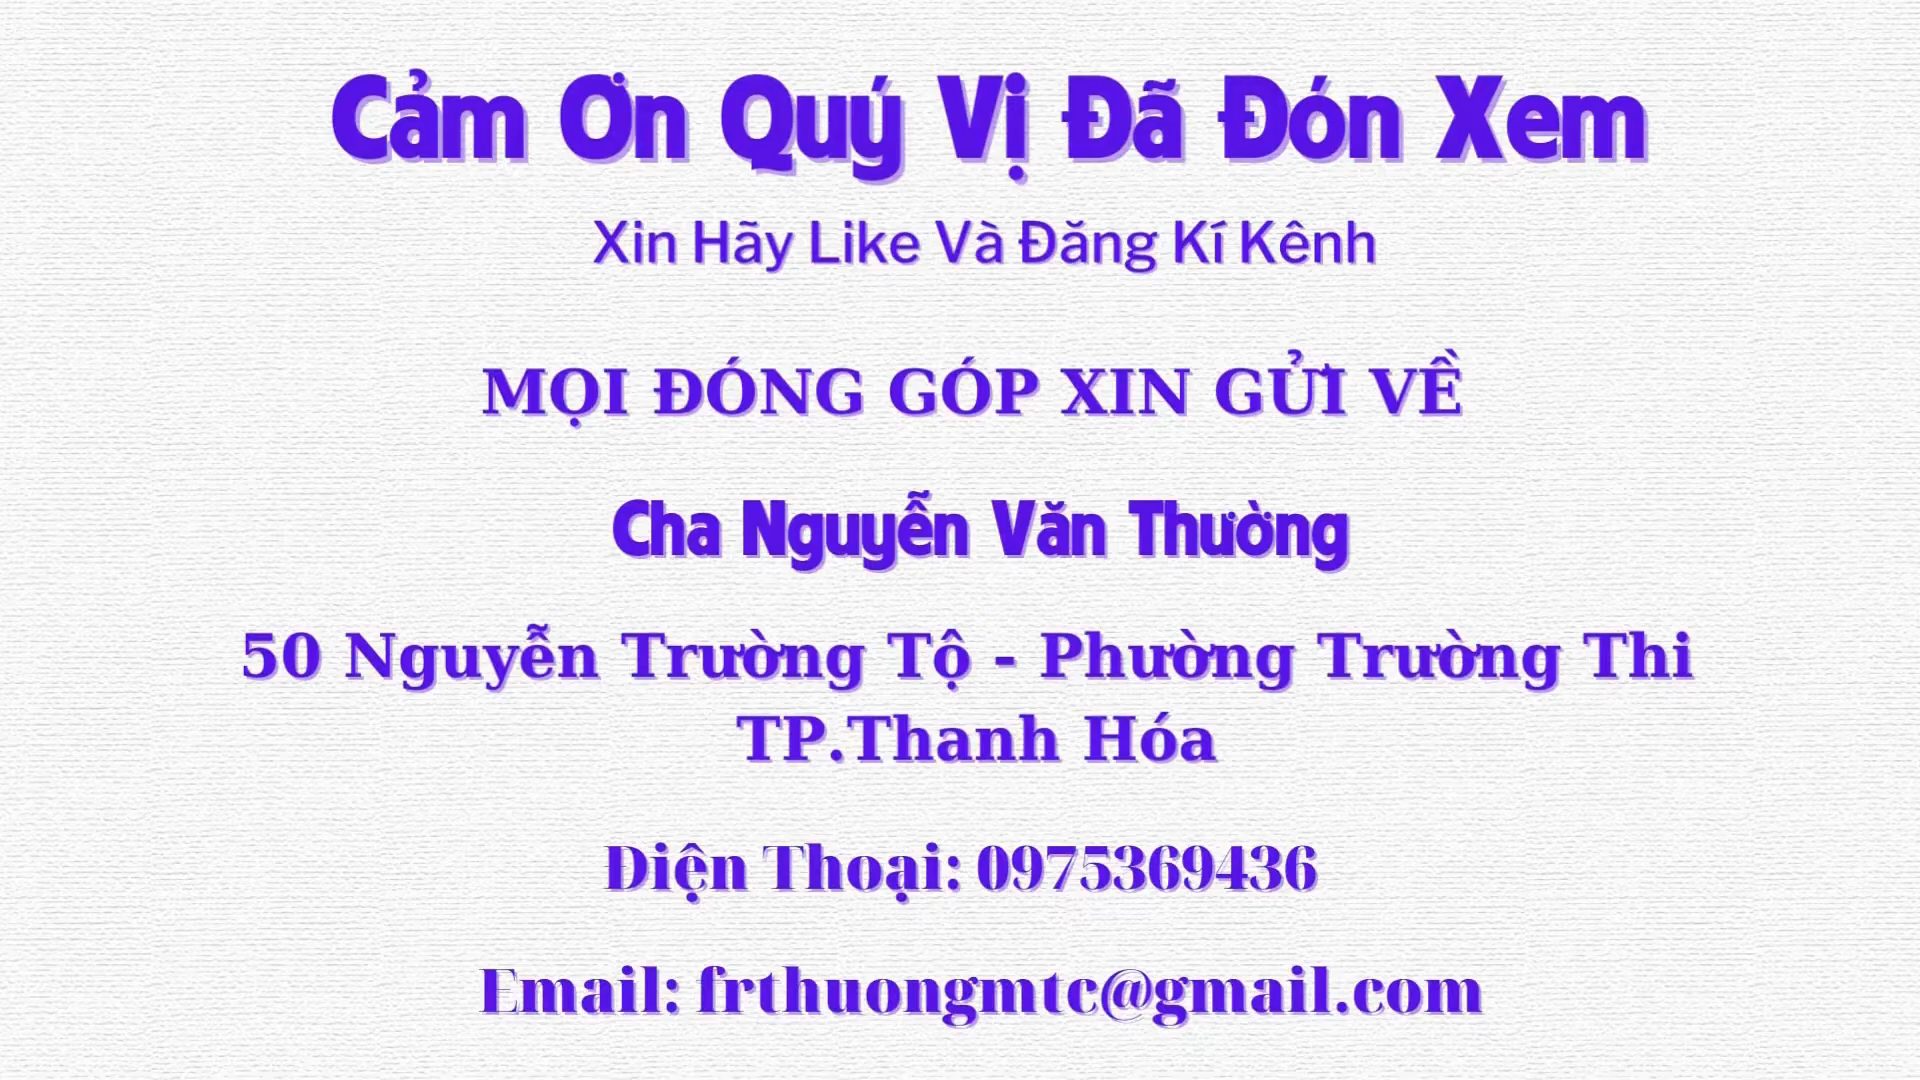 Cảm Ơn Quý Vị Đã Đón Xem
Xin Hãy Like Và Đăng Kí Kênh
MỌI ĐÓNG GÓP XIN GỬI VỀ
Cha Nguyễn Văn Thường
50 Nguyễn Trường Tộ - Phường Trường Thi
TP.Thanh Hóa
Điện Thoại: 0975369436
Email: frthuongmtc@gmail.com